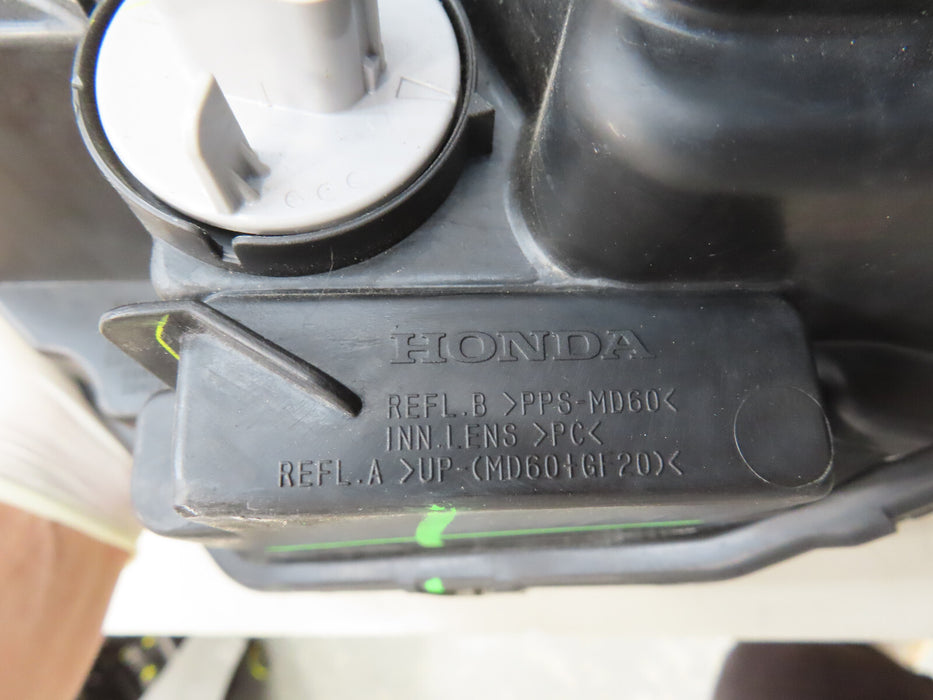 HONDA
REFL.B >PPS-MD60<
INN.LENS >PC<
REFL.A >UP-(MD60+GF20)<